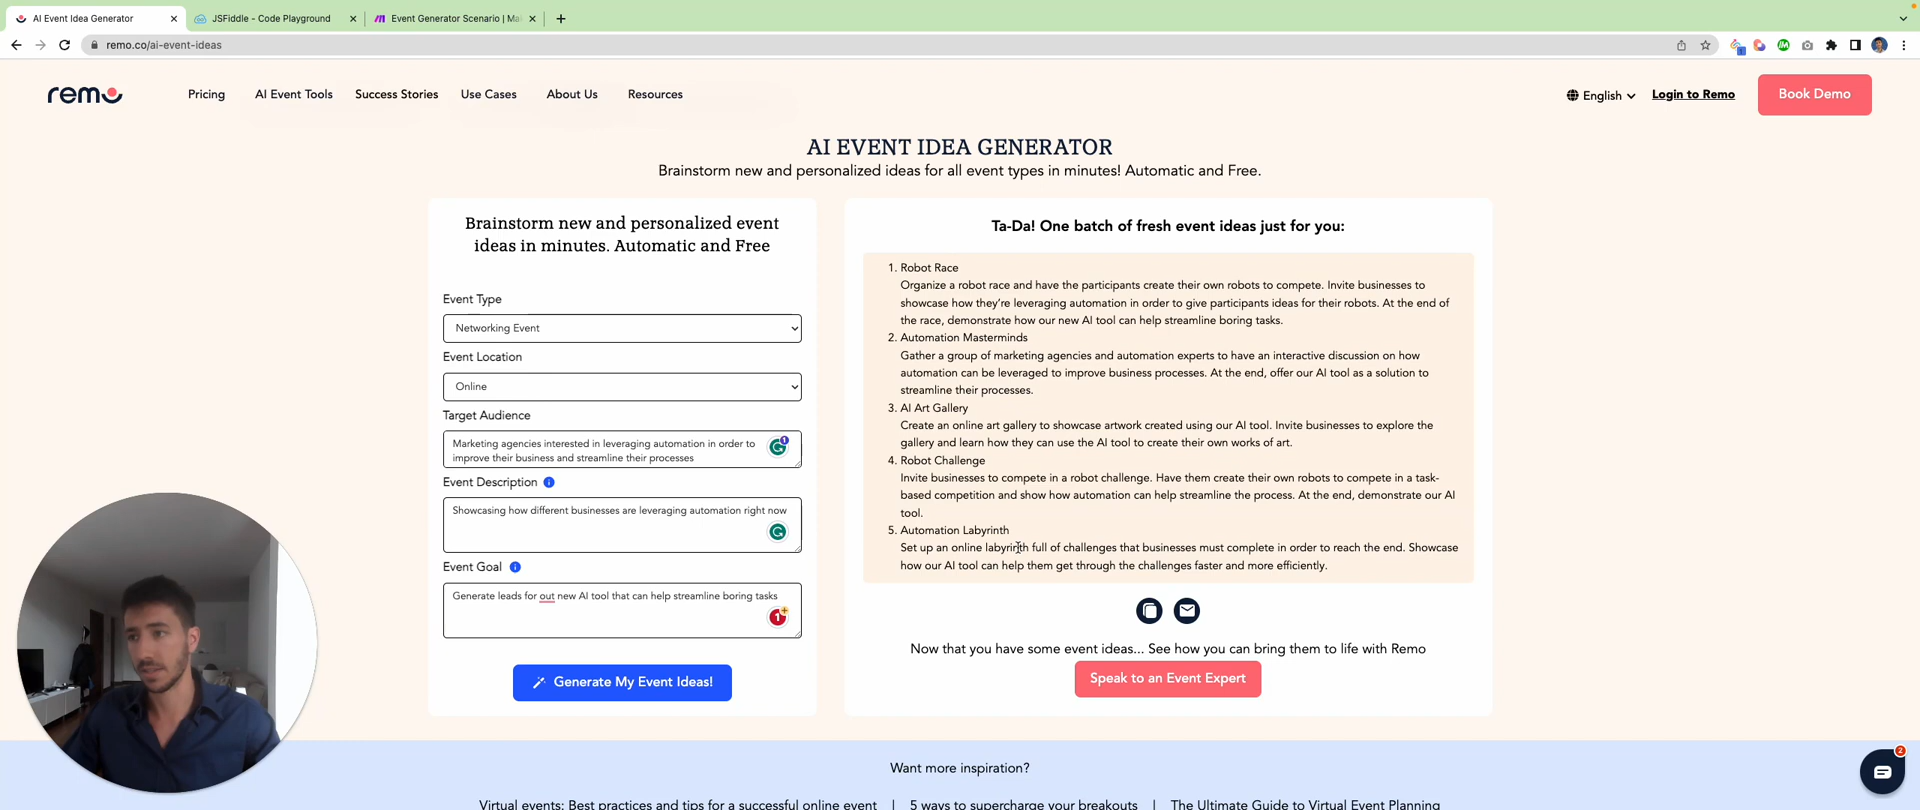 AI Event Idea Generator
JSFiddle - Code Playground
Event Generator Scenario | Ma
remo.co/ai-event-ideas
remo
Pricing
AI Event Tools
Success Stories
Use Cases
About Us
Resources
English
Login to Remo
Book Demo
AI EVENT IDEA GENERATOR
Brainstorm new and personalized ideas for all event types in minutes! Automatic and Free.
Brainstorm new and personalized event
ideas in minutes. Automatic and Free
Event Type
Networking Event
Event Location
Online
Target Audience
Marketing agencies interested in leveraging automation in order to
improve their business and streamline their processes
1
Event Description
Showcasing how different businesses are leveraging automation right now
Event Goal
Generate leads for out new AI tool that can help streamline boring tasks
1
Generate My Event Ideas!
Ta-Da! One batch of fresh event ideas just for you:
1. Robot Race
Organize a robot race and have the participants create their own robots to compete. Invite businesses to
showcase how they're leveraging automation in order to give participants ideas for their robots. At the end of
the race, demonstrate how our new AI tool can help streamline boring tasks.
2. Automation Masterminds
Gather a group of marketing agencies and automation experts to have an interactive discussion on how
automation can be leveraged to improve business processes. At the end, offer our AI tool as a solution to
streamline their processes.
3. AI Art Gallery
Create an online art gallery to showcase artwork created using our AI tool. Invite businesses to explore the
gallery and learn how they can use the AI tool to create their own works of art.
4. Robot Challenge
Invite businesses to compete in a robot challenge. Have them create their own robots to compete in a task-
based competition and show how automation can help streamline the process. At the end, demonstrate our AI
tool.
5. Automation Labyrinth
Set up an online labyrinth full of challenges that businesses must complete in order to reach the end. Showcase
how our AI tool can help them get through the challenges faster and more efficiently.
Now that you have some event ideas... See how you can bring them to life with Remo
Speak to an Event Expert
2
Want more inspiration?
Virtual events: Best practices and tips for a successful online event | 5 ways to supercharge your breakouts | The Ultimate Guide to Virtual Event Planning